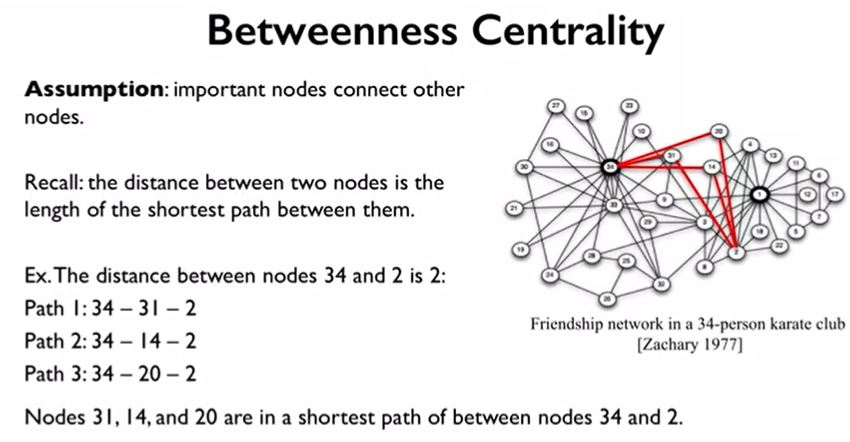 Betweenness Centrality
Assumption: important nodes connect other
nodes.
Recall: the distance between two nodes is the
length of the shortest path between them.
Ex. The distance between nodes 34 and 2 is 2:
Path 1: 34 – 31 – 2
Path 2: 34 – 14 – 2
Path 3: 34 – 20 – 2
Nodes 31, 14, and 20 are in a shortest path of between nodes 34 and 2.
27
15
23
10
20
16
31
4
13
11
30
34
14
6
1
12
17
9
21
33
3
7
29
18
5
19
2
22
28
25
8
24
32
26
Friendship network in a 34-person karate club
[Zachary 1977]